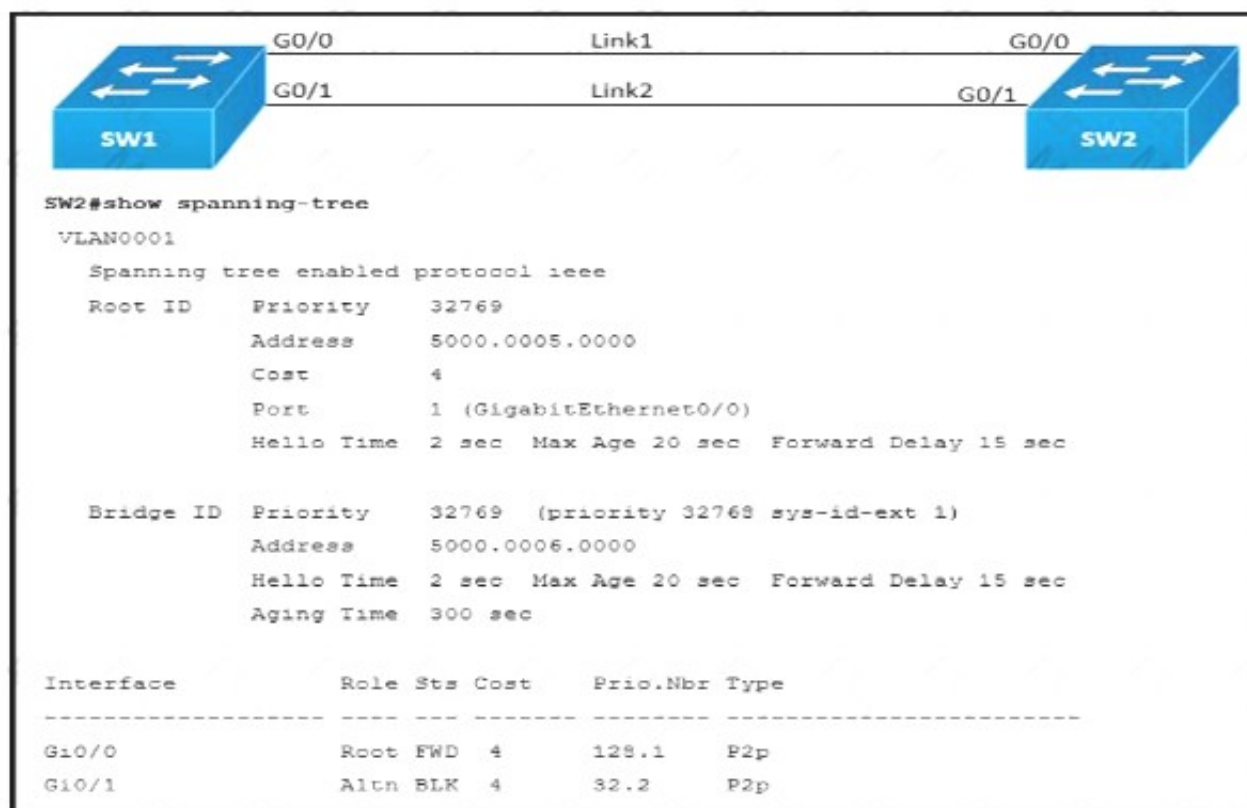 G0/0 Link1 G0/0
G0/1 Link2 G0/1
SW1 SW2
SW2#show spanning-tree
VLAN0001
Spanning tree enabled protocol ieee
Root ID Priority 32769
Address 5000.0005.0000
Cost 4
Port 1 (GigabitEthernet0/0)
Hello Time 2 sec Max Age 20 sec Forward Delay 15 sec
Bridge ID Priority 32769 (priority 32768 sys-id-ext 1)
Address 5000.0006.0000
Hello Time 2 sec Max Age 20 sec Forward Delay 15 sec
Aging Time 300 sec
Interface Role Sts Cost Prio.Nbr Type
------------------- ---- --- ------- -------- ------------------------
Gi0/0 Root FWD 4 128.1 P2p
Gi0/1 Altn BLK 4 32.2 P2p